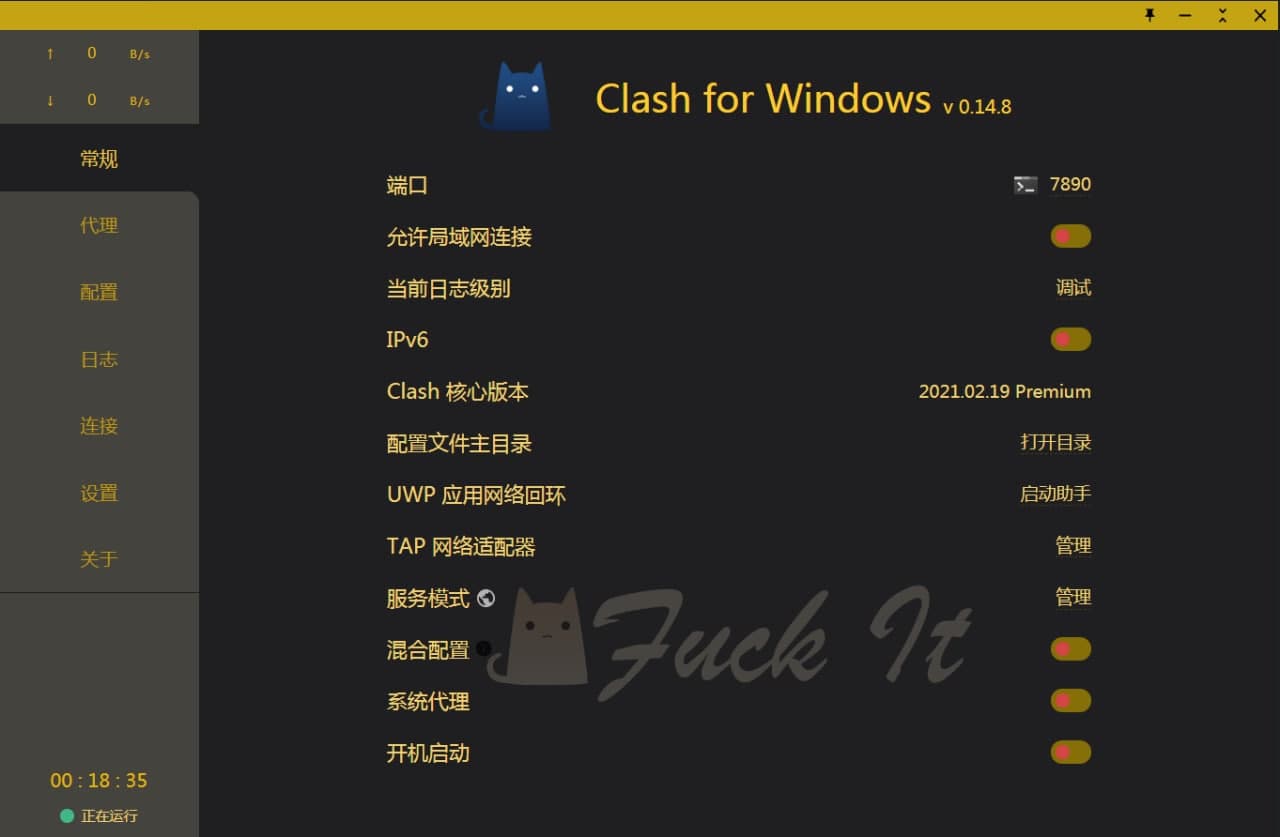 ↑ 0 B/s
↓ 0 B/s
常规
代理
配置
日志
连接
设置
关于
00 : 18 : 35
正在运行
Clash for Windows v 0.14.8
端口 7890
允许局域网连接
当前日志级别 调试
IPv6
Clash 核心版本 2021.02.19 Premium
配置文件主目录 打开目录
UWP 应用网络回环 启动助手
TAP 网络适配器 管理
服务模式 管理
混合配置
系统代理
开机启动
Fuck It